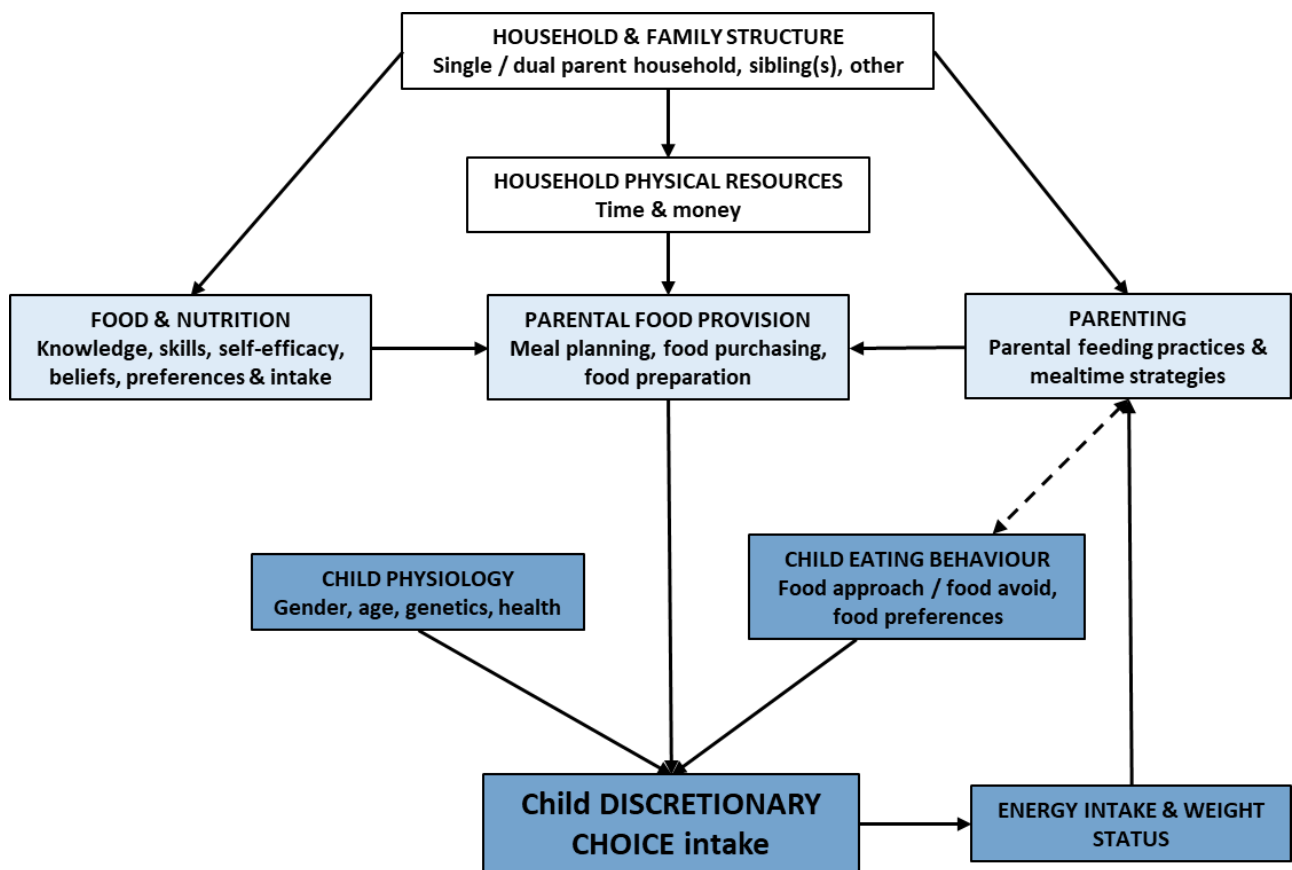 HOUSEHOLD & FAMILY STRUCTURE
Single / dual parent household, sibling(s), other
HOUSEHOLD PHYSICAL RESOURCES
Time & money
FOOD & NUTRITION
Knowledge, skills, self-efficacy,
beliefs, preferences & intake
PARENTAL FOOD PROVISION
Meal planning, food purchasing,
food preparation
PARENTING
Parental feeding practices &
mealtime strategies
CHILD PHYSIOLOGY
Gender, age, genetics, health
CHILD EATING BEHAVIOUR
Food approach / food avoid,
food preferences
Child DISCRETIONARY
CHOICE intake
ENERGY INTAKE & WEIGHT
STATUS